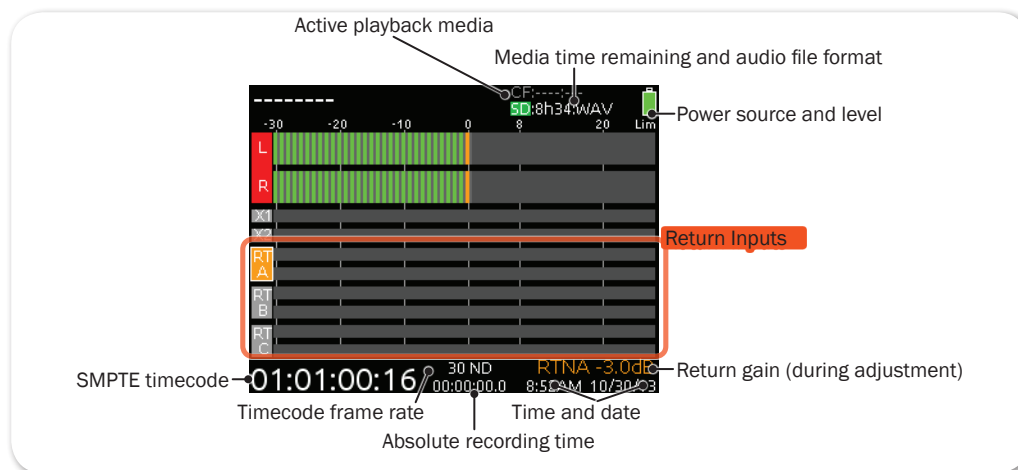 Active playback media
Media time remaining and audio file format
CF:----:--
SD:8h34:WAV
Power source and level
-30 -20 -10 0 8 20 Lim
L
R
X1
X2
Return Inputs
RT
A
RT
B
RT
C
SMPTE timecode
01:01:00:16
30 ND
RTNA -3.0dB
Return gain (during adjustment)
00:00:00.0
8:52AM 10/30/
Timecode frame rate
Time and date
Absolute recording time